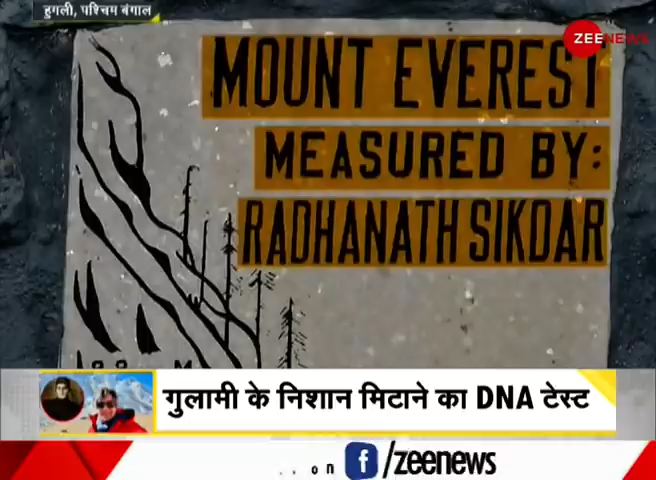 हुगली, पश्चिम बंगाल
ZEE NEWS
MOUNT EVEREST
MEASURED BY:
RADHANATH SIKDAR
गुलामी के निशान मिटाने का DNA टेस्ट
on f/zeenews